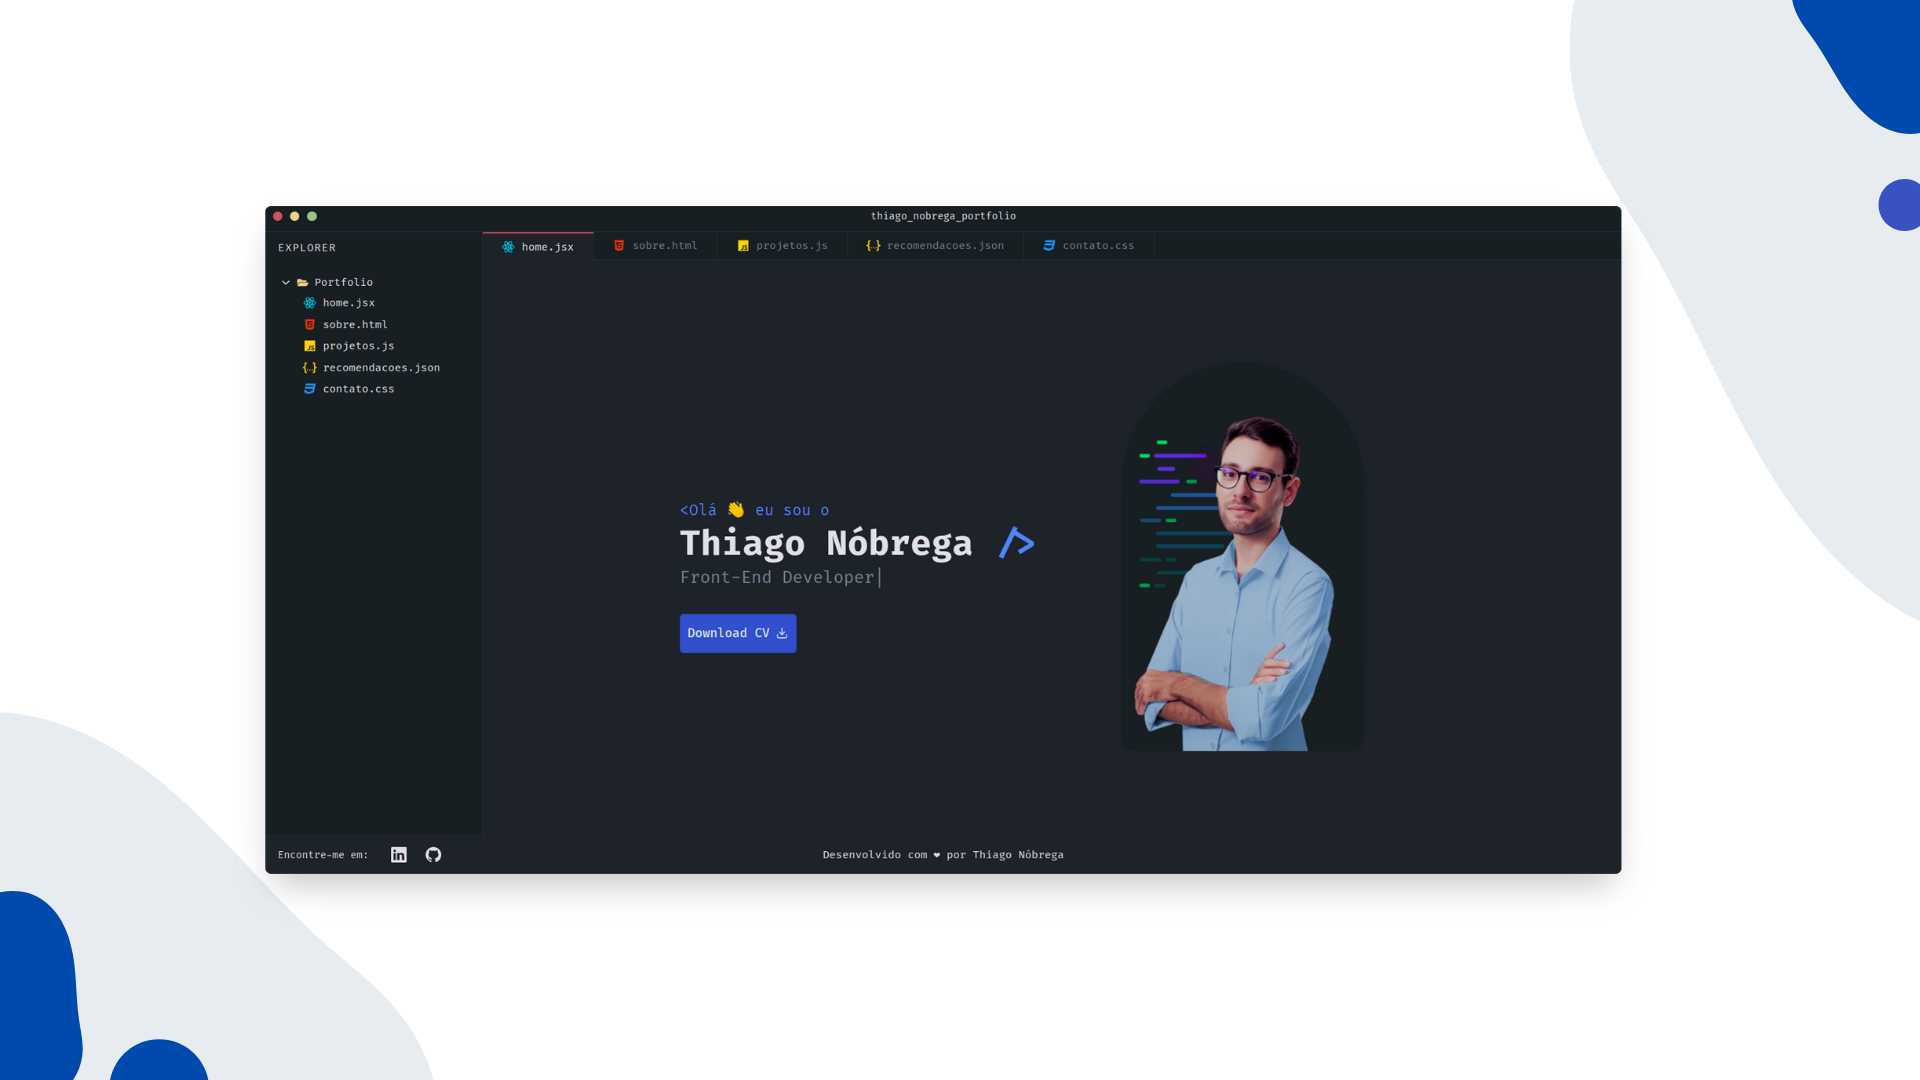 thiago_nobrega_portfolio
EXPLORER
Portfolio
home.jsx
sobre.html
projetos.js
recomendacoes.json
contato.css
home.jsx
sobre.html
projetos.js
recomendacoes.json
contato.css
<Olá 👋 eu sou o
Thiago Nóbrega />
Front-End Developer|
Download CV
Encontre-me em:
Desenvolvido com ❤ por Thiago Nóbrega